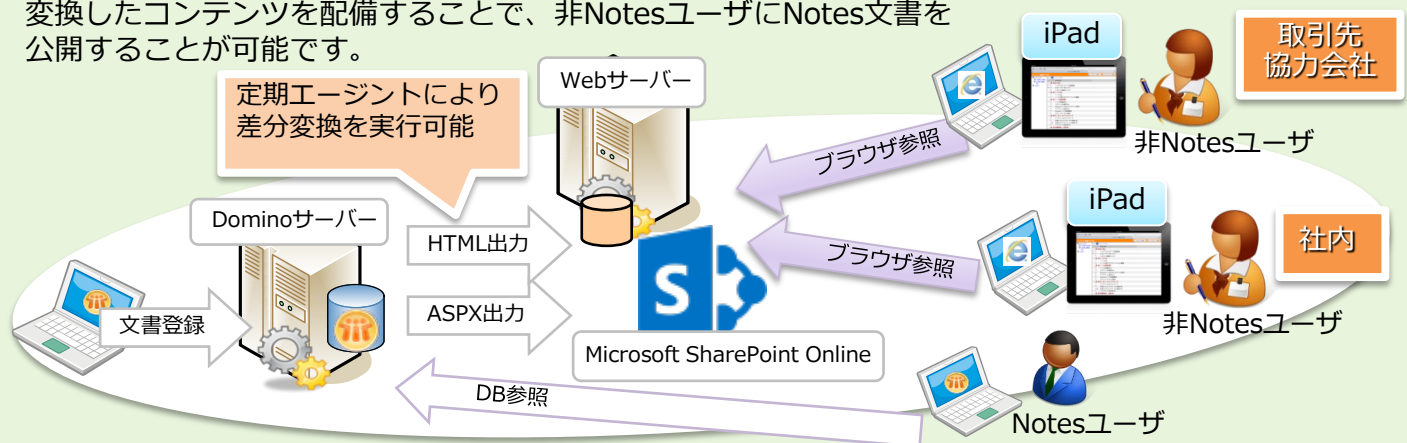 変換したコンテンツを配備することで、非NotesユーザにNotes文書を
公開することが可能です。
定期エージェントにより
差分変換を実行可能
Webサーバー
iPad
取引先
協力会社
ブラウザ参照
非Notesユーザ
Dominoサーバー
HTML出力
iPad
社内
ブラウザ参照
文書登録
ASPX出力
S
非Notesユーザ
Microsoft SharePoint Online
DB参照
Notesユーザ